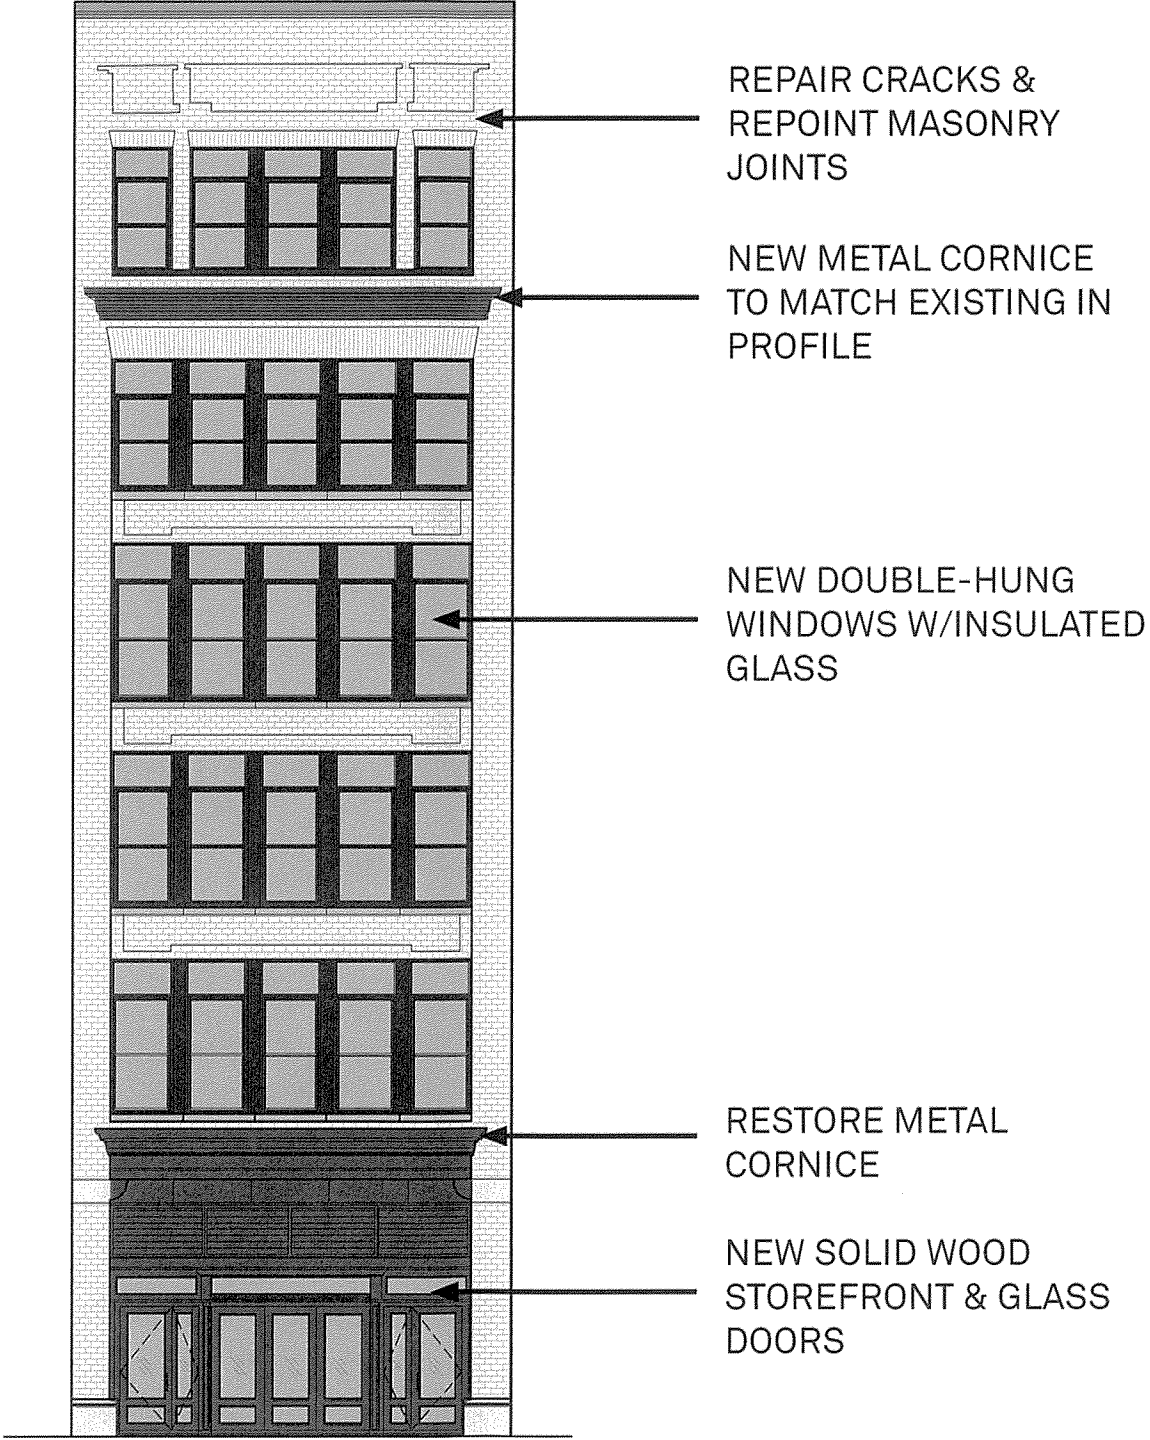 REPAIR CRACKS &
REPOINT MASONRY
JOINTS
NEW METAL CORNICE
TO MATCH EXISTING IN
PROFILE
NEW DOUBLE-HUNG
WINDOWS W/INSULATED
GLASS
RESTORE METAL
CORNICE
NEW SOLID WOOD
STOREFRONT & GLASS
DOORS